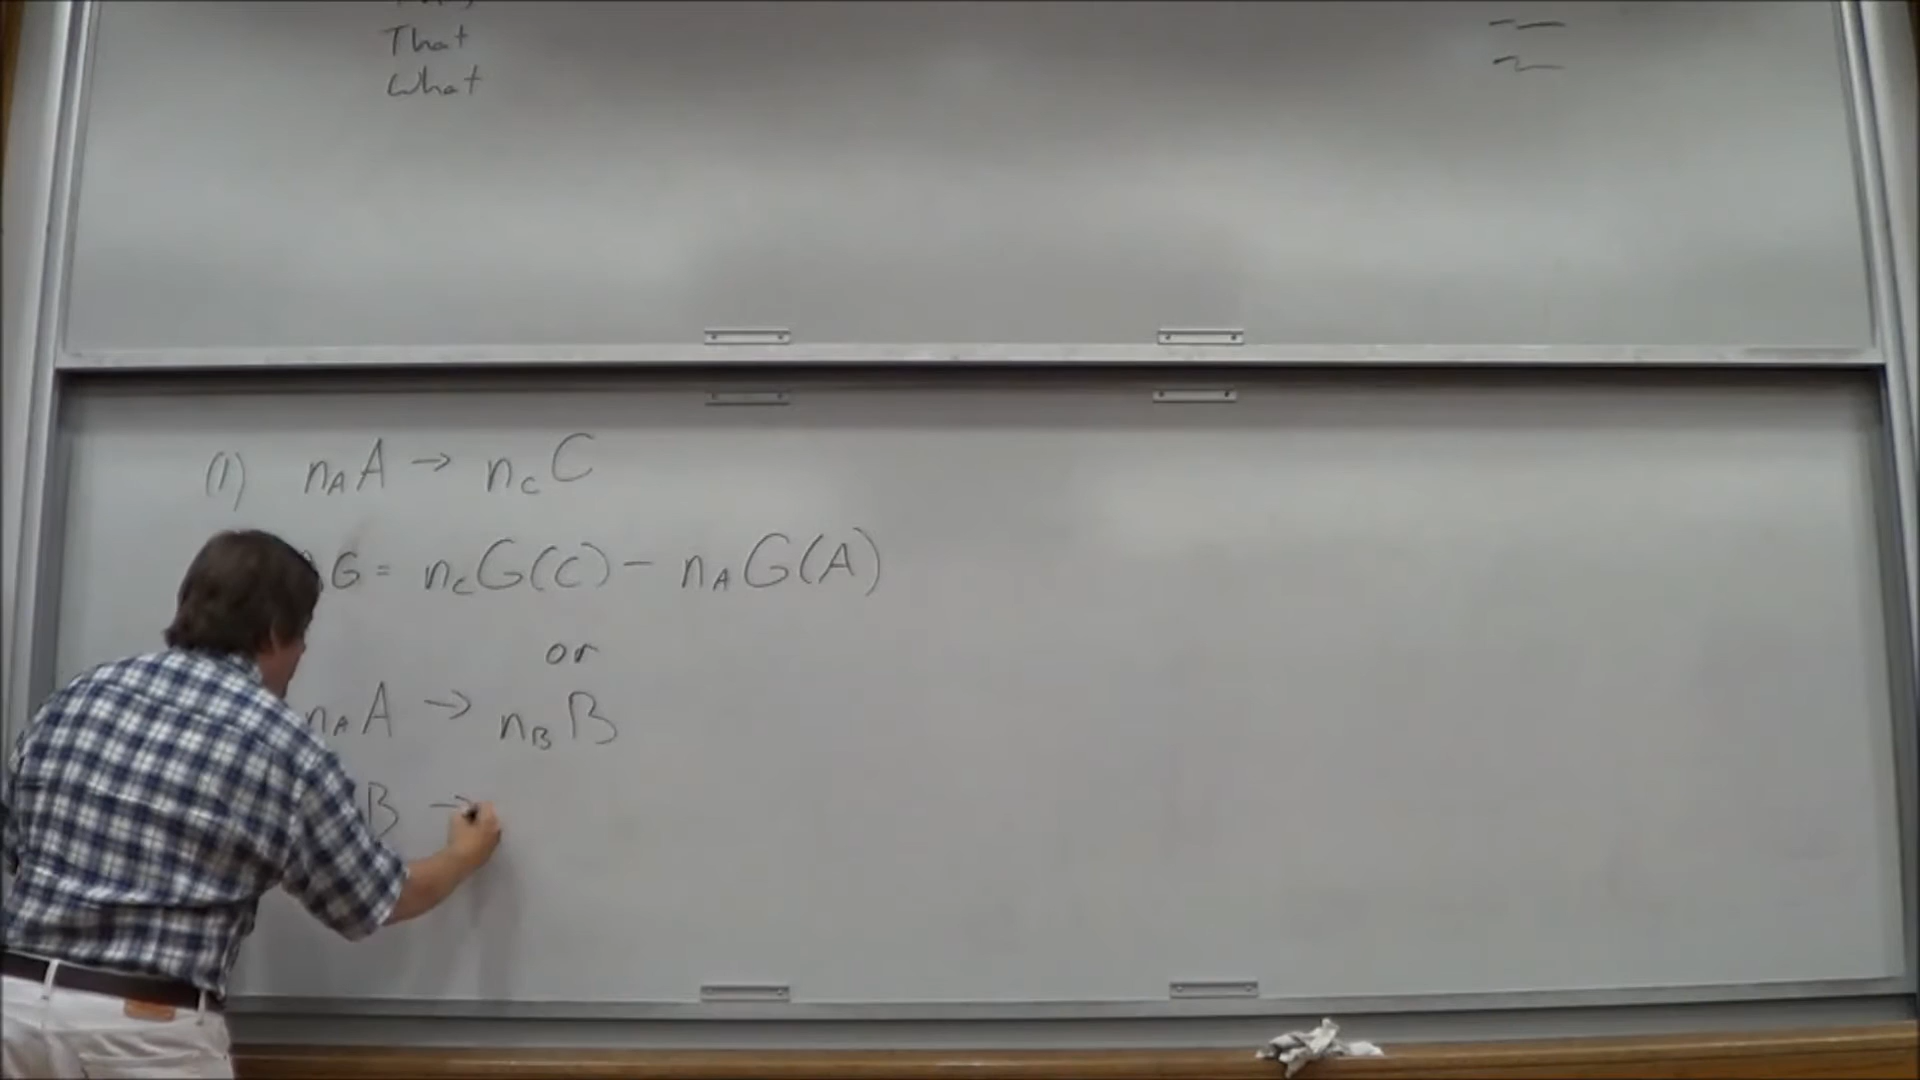 That
What
(1) nA A → nC C
G = nC G(C) - nA G(A)
or
nA A → nB B
B →